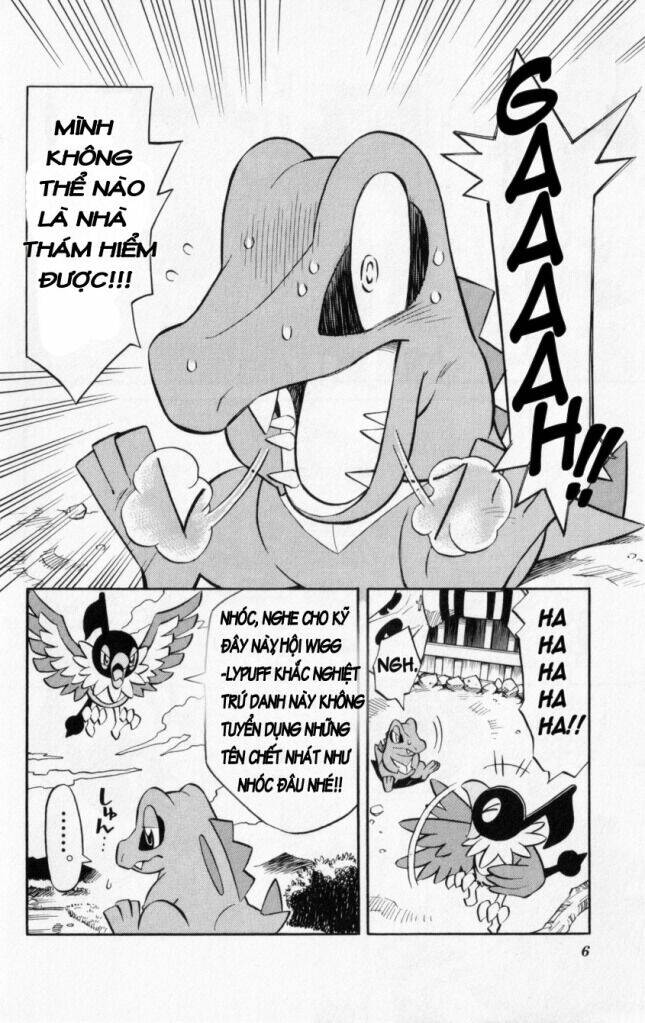 GAAAAH!!
MÌNH
KHÔNG
THỂ NÀO
LÀ NHÀ
THÁM HIỂM
ĐƯỢC!!!
HA
HA
HA
HA
HA!!
NGH.
NHÓC, NGHE CHO KỸ
ĐÂY NÀY, HỘI WIGG
-LYPUFF KHẮC NGHIỆT
TRỨ DANH NÀY KHÔNG
TUYỂN DỤNG NHỮNG
TÊN CHẾT NHÁT NHƯ
NHÓC ĐÂU NHÉ!!
しゅん…
……
6